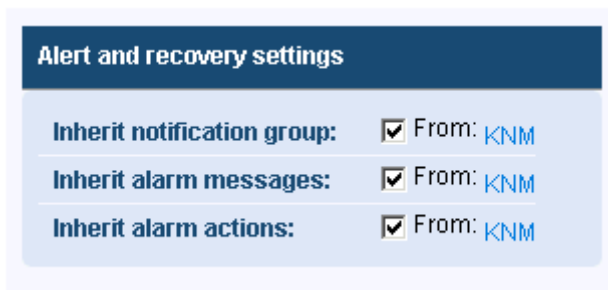 Alert and recovery settings
Inherit notification group: From: KNM
Inherit alarm messages: From: KNM
Inherit alarm actions: From: KNM